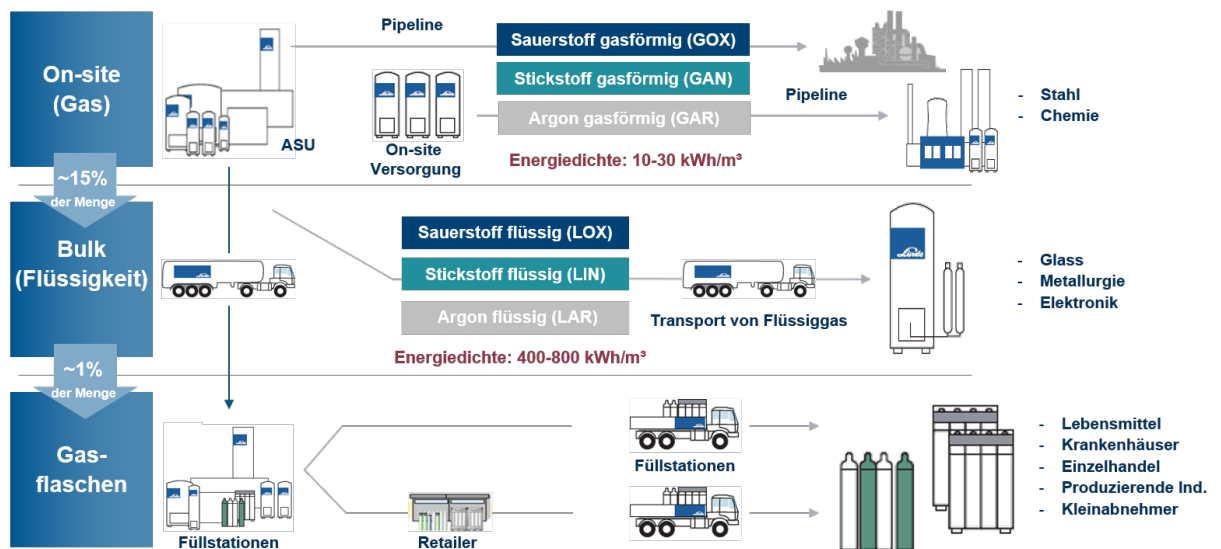 On-site
(Gas)
Pipeline
Sauerstoff gasförmig (GOX)
Stickstoff gasförmig (GAN)
Argon gasförmig (GAR)
Pipeline
ASU
On-site
Versorgung
Energiedichte: 10-30 kWh/m³
- Stahl
- Chemie
~15%
der Menge
Bulk
(Flüssigkeit)
Sauerstoff flüssig (LOX)
Stickstoff flüssig (LIN)
Argon flüssig (LAR)
Transport von Flüssiggas
Energiedichte: 400-800 kWh/m³
Linde
- Glass
- Metallurgie
- Elektronik
~1%
der Menge
Gas-
flaschen
Füllstationen
Retailer
Füllstationen
- Lebensmittel
- Krankenhäuser
- Einzelhandel
- Produzierende Ind.
- Kleinabnehmer